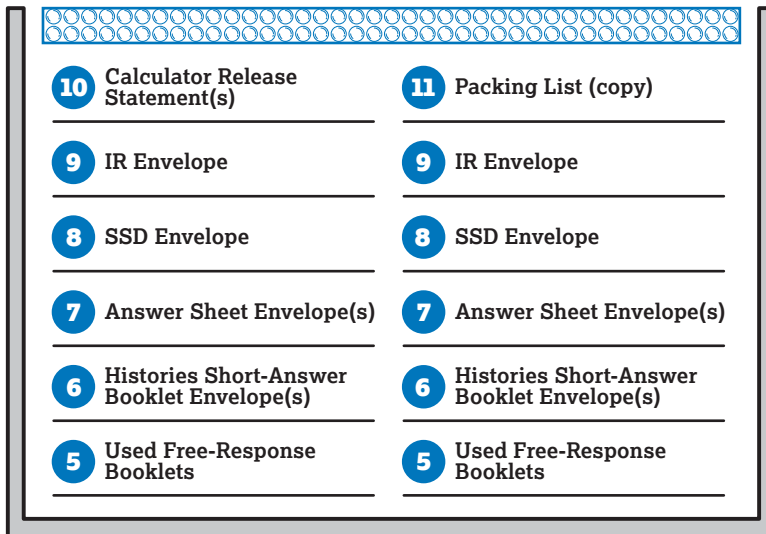 10 Calculator Release
Statement(s)
11 Packing List (copy)
9 IR Envelope
9 IR Envelope
8 SSD Envelope
8 SSD Envelope
7 Answer Sheet Envelope(s)
7 Answer Sheet Envelope(s)
6 Histories Short-Answer
Booklet Envelope(s)
6 Histories Short-Answer
Booklet Envelope(s)
5 Used Free-Response
Booklets
5 Used Free-Response
Booklets